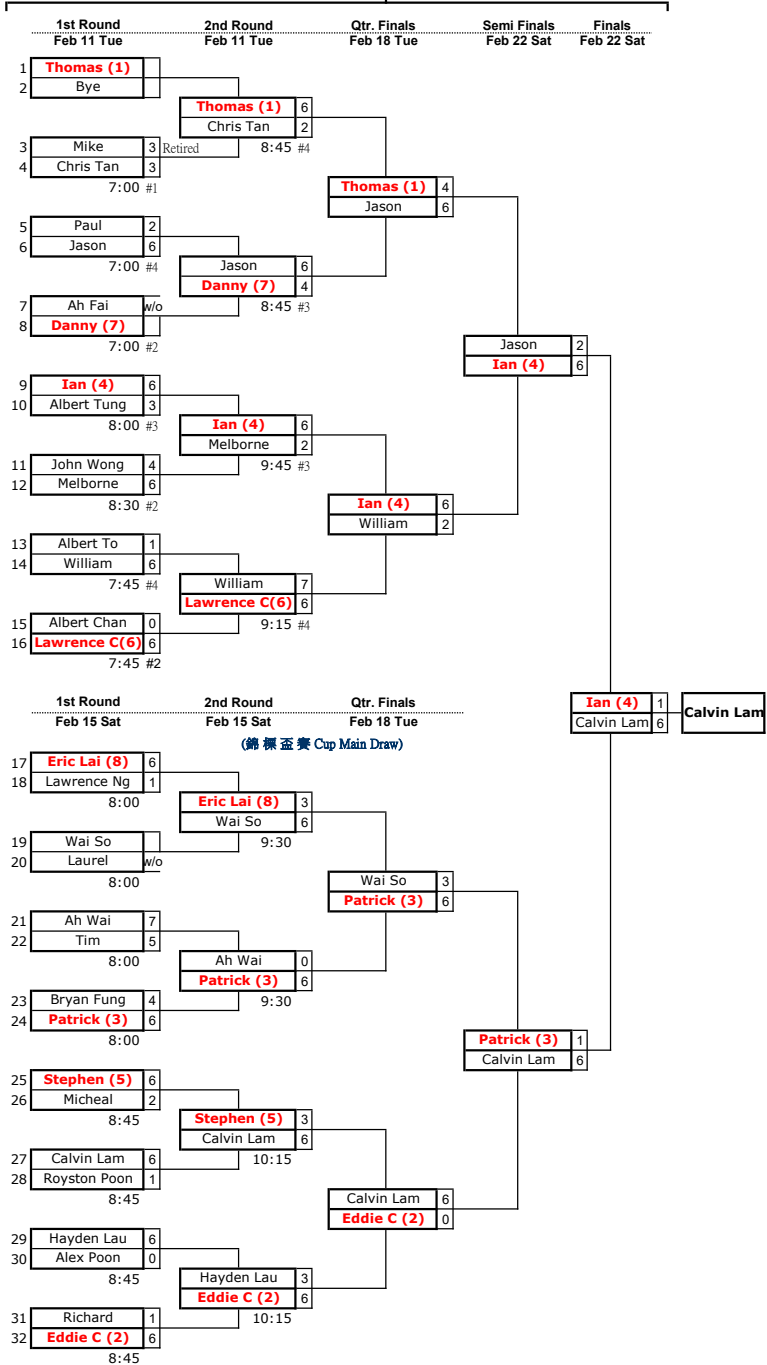 1st Round 2nd Round Qtr. Finals Semi Finals Finals
Feb 11 Tue Feb 11 Tue Feb 18 Tue Feb 22 Sat Feb 22 Sat
1 Thomas (1)
2 Bye
Thomas (1) 6
Chris Tan 2
3 Mike 3 Retired 8:45 #4
4 Chris Tan 3
7:00 #1
Thomas (1) 4
Jason 6
5 Paul 2
6 Jason 6
7:00 #4
Jason 6
Danny (7) 4
7 Ah Fai w/o 8:45 #3
8 Danny (7)
7:00 #2
Jason 2
Ian (4) 6
9 Ian (4) 6
10 Albert Tung 3
8:00 #3
Ian (4) 6
Melborne 2
11 John Wong 4 9:45 #3
12 Melborne 6
8:30 #2
Ian (4) 6
William 2
13 Albert To 1
14 William 6
7:45 #4
William 7
Lawrence C(6) 6
15 Albert Chan 0 9:15 #4
16 Lawrence C(6) 6
7:45 #2
1st Round 2nd Round Qtr. Finals
Feb 15 Sat Feb 15 Sat Feb 18 Tue
Ian (4) 1
Calvin Lam 6
Calvin Lam
(錦 標 盃 賽 Cup Main Draw)
17 Eric Lai (8) 6
18 Lawrence Ng 1
8:00
Eric Lai (8) 3
Wai So 6
19 Wai So 9:30
20 Laurel w/o
8:00
Wai So 3
Patrick (3) 6
21 Ah Wai 7
22 Tim 5
8:00
Ah Wai 0
Patrick (3) 6
23 Bryan Fung 4 9:30
24 Patrick (3) 6
8:00
Patrick (3) 1
Calvin Lam 6
25 Stephen (5) 6
26 Micheal 2
8:45
Stephen (5) 3
Calvin Lam 6
27 Calvin Lam 6 10:15
28 Royston Poon 1
8:45
Calvin Lam 6
Eddie C (2) 0
29 Hayden Lau 6
30 Alex Poon 0
8:45
Hayden Lau 3
Eddie C (2) 6
31 Richard 1 10:15
32 Eddie C (2) 6
8:45